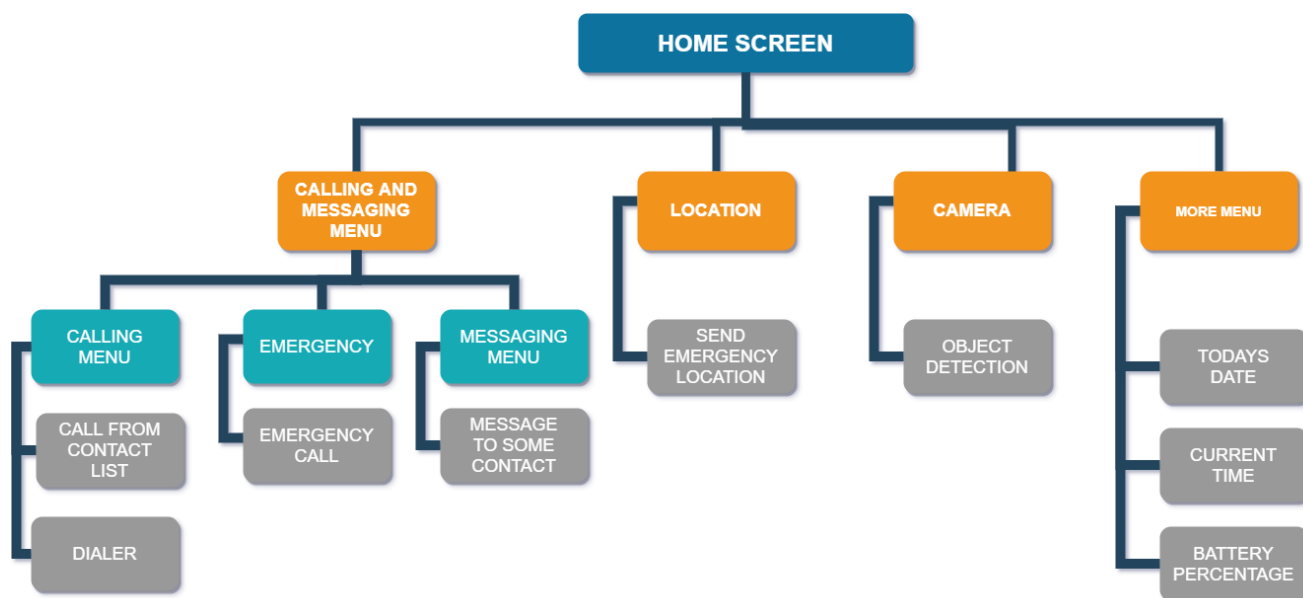 HOME SCREEN
CALLING AND
MESSAGING
MENU
LOCATION
CAMERA
MORE MENU
CALLING
MENU
EMERGENCY
MESSAGING
MENU
SEND
EMERGENCY
LOCATION
OBJECT
DETECTION
TODAYS
DATE
CALL FROM
CONTACT
LIST
EMERGENCY
CALL
MESSAGE
TO SOME
CONTACT
CURRENT
TIME
DIALER
BATTERY
PERCENTAGE